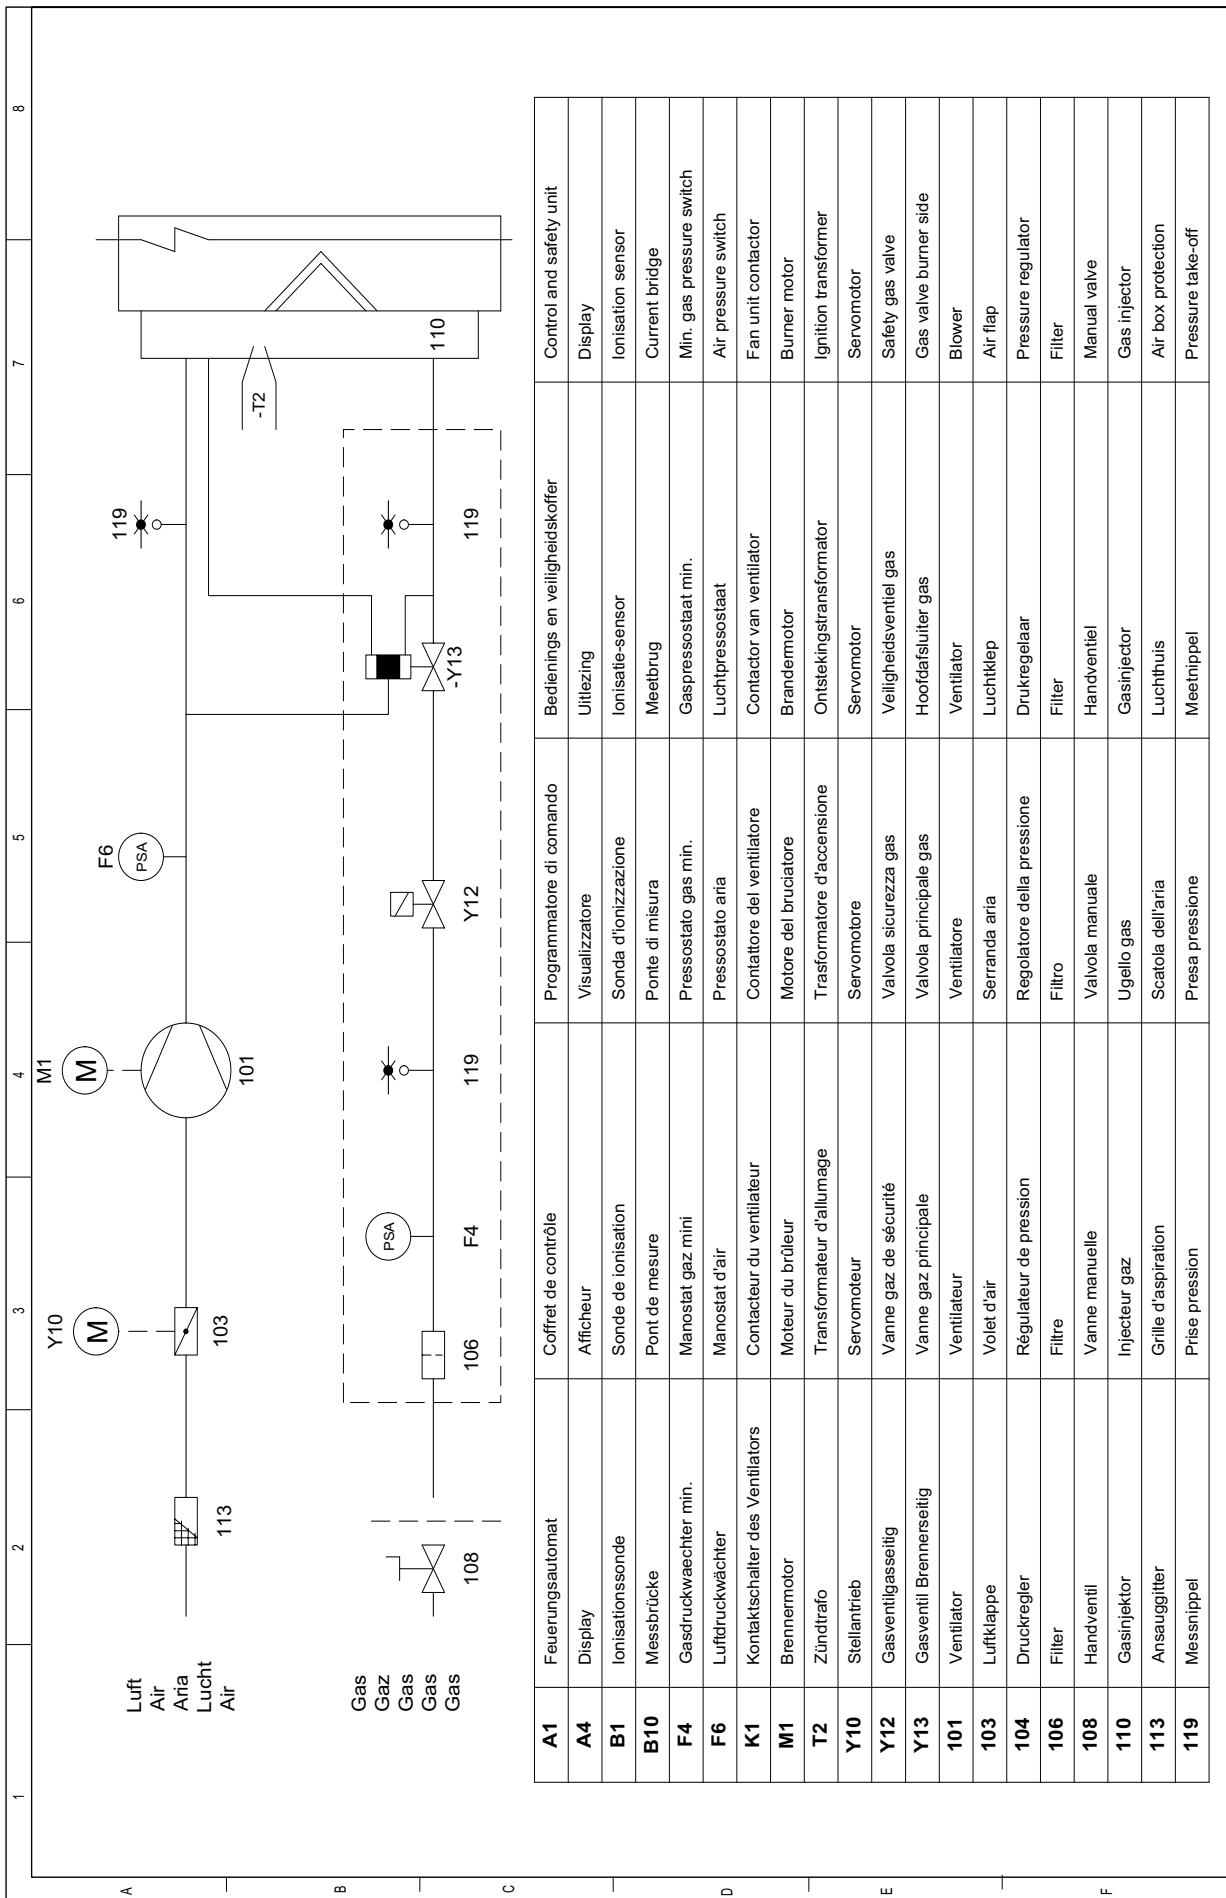 1 2 3 4 5 6 7 8
A
B
C
D
E
F
Luft
Air
Aria
Lucht
Air
Gas
Gaz
Gas
Gas
Gas
113
Y10
M
103
M1
M
101
F6
PSA
119
-T2
110
108
106
PSA
F4
119
Y12
-Y13
119
A1 Feuerungsautomat Coffret de contrôle Programmatore di comando Bedienings en veiligheidskoffer Control and safety unit
A4 Display Afficheur Visualizzatore Uitlezing Display
B1 Ionisationssonde Sonde de ionisation Sonda d'ionizzazione Ionisatie-sensor Ionisation sensor
B10 Messbrücke Pont de mesure Ponte di misura Meetbrug Current bridge
F4 Gasdruckwaechter min. Manostat gaz mini Pressostato gas min. Gaspressostaat min. Min. gas pressure switch
F6 Luftdruckwächter Manostat d'air Pressostato aria Luchtpressostaat Air pressure switch
K1 Kontaktschalter des Ventilators Contacteur du ventilateur Contattore del ventilatore Contactor van ventilator Fan unit contactor
M1 Brennermotor Moteur du brûleur Motore del bruciatore Brandermotor Burner motor
T2 Zündtrafo Transformateur d'allumage Trasformatore d'accensione Ontstekingstransformator Ignition transformer
Y10 Stellantrieb Servomoteur Servomotore Servomotor Servomotor
Y12 Gasventilgasseitig Vanne gaz de sécurité Valvola sicurezza gas Veiligheidsventiel gas Safety gas valve
Y13 Gasventil Brennerseitig Vanne gaz principale Valvola principale gas Hoofdafsluiter gas Gas valve burner side
101 Ventilator Ventilateur Ventilatore Ventilator Blower
103 Luftklappe Volet d'air Serranda aria Luchtklep Air flap
104 Druckregler Régulateur de pression Regolatore della pressione Drukregelaar Pressure regulator
106 Filter Filtre Filtro Filter Filter
108 Handventil Vanne manuelle Valvola manuale Handventiel Manual valve
110 Gasinjektor Injecteur gaz Ugello gas Gasinjector Gas injector
113 Ansauggitter Grille d'aspiration Scatola dell'aria Luchthuis Air box protection
119 Messnippel Prise pression Presa pressione Meetnippel Pressure take-off